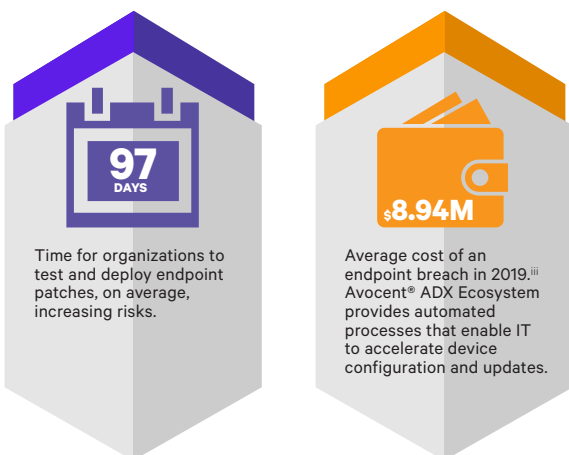 97
DAYS
Time for organizations to
test and deploy endpoint
patches, on average,
increasing risks.
$8.94M
Average cost of an
endpoint breach in 2019.ⁱⁱⁱ
Avocent® ADX Ecosystem
provides automated
processes that enable IT
to accelerate device
configuration and updates.